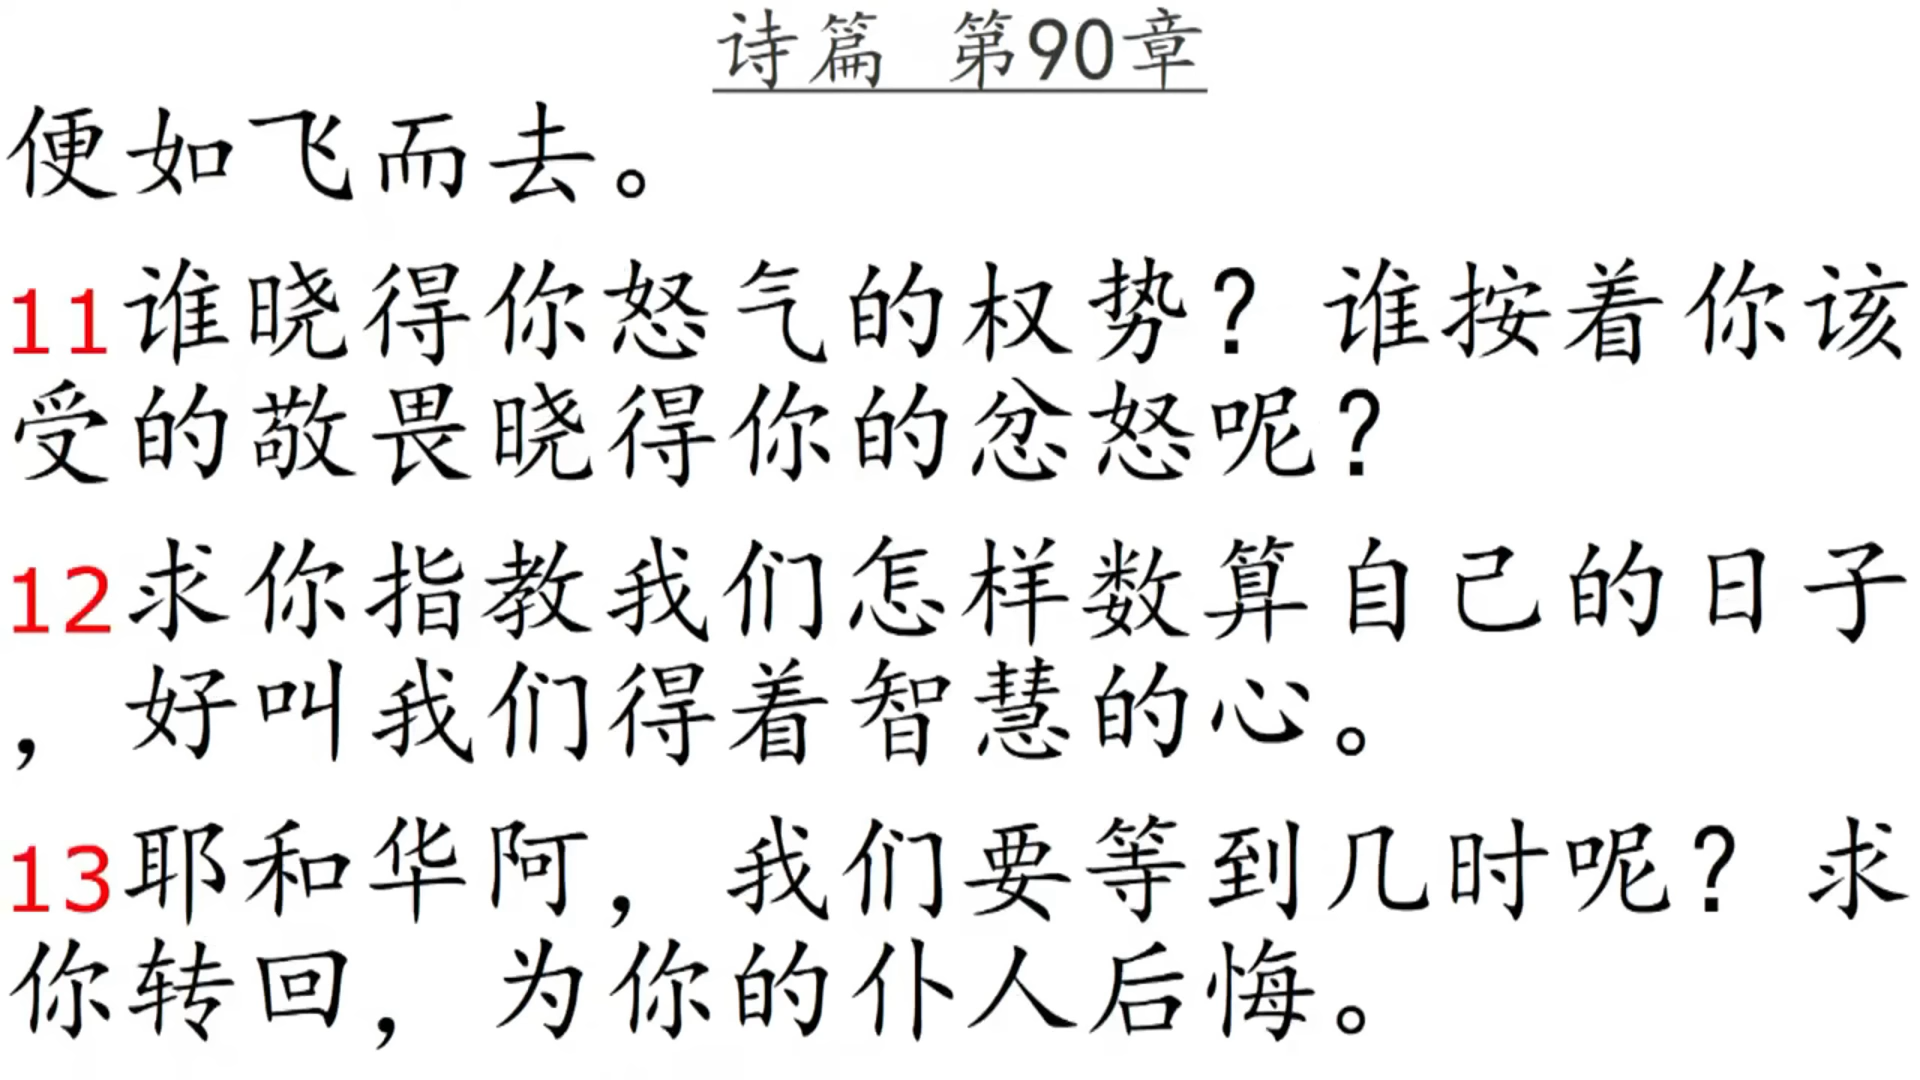 诗篇 第90章
便如飞而去。
11谁晓得你怒气的权势？谁按着你该
受的敬畏晓得你的忿怒呢？
12求你指教我们怎样数算自己的日子
，好叫我们得着智慧的心。
13耶和华阿，我们要等到几时呢？求
你转回，为你的仆人后悔。